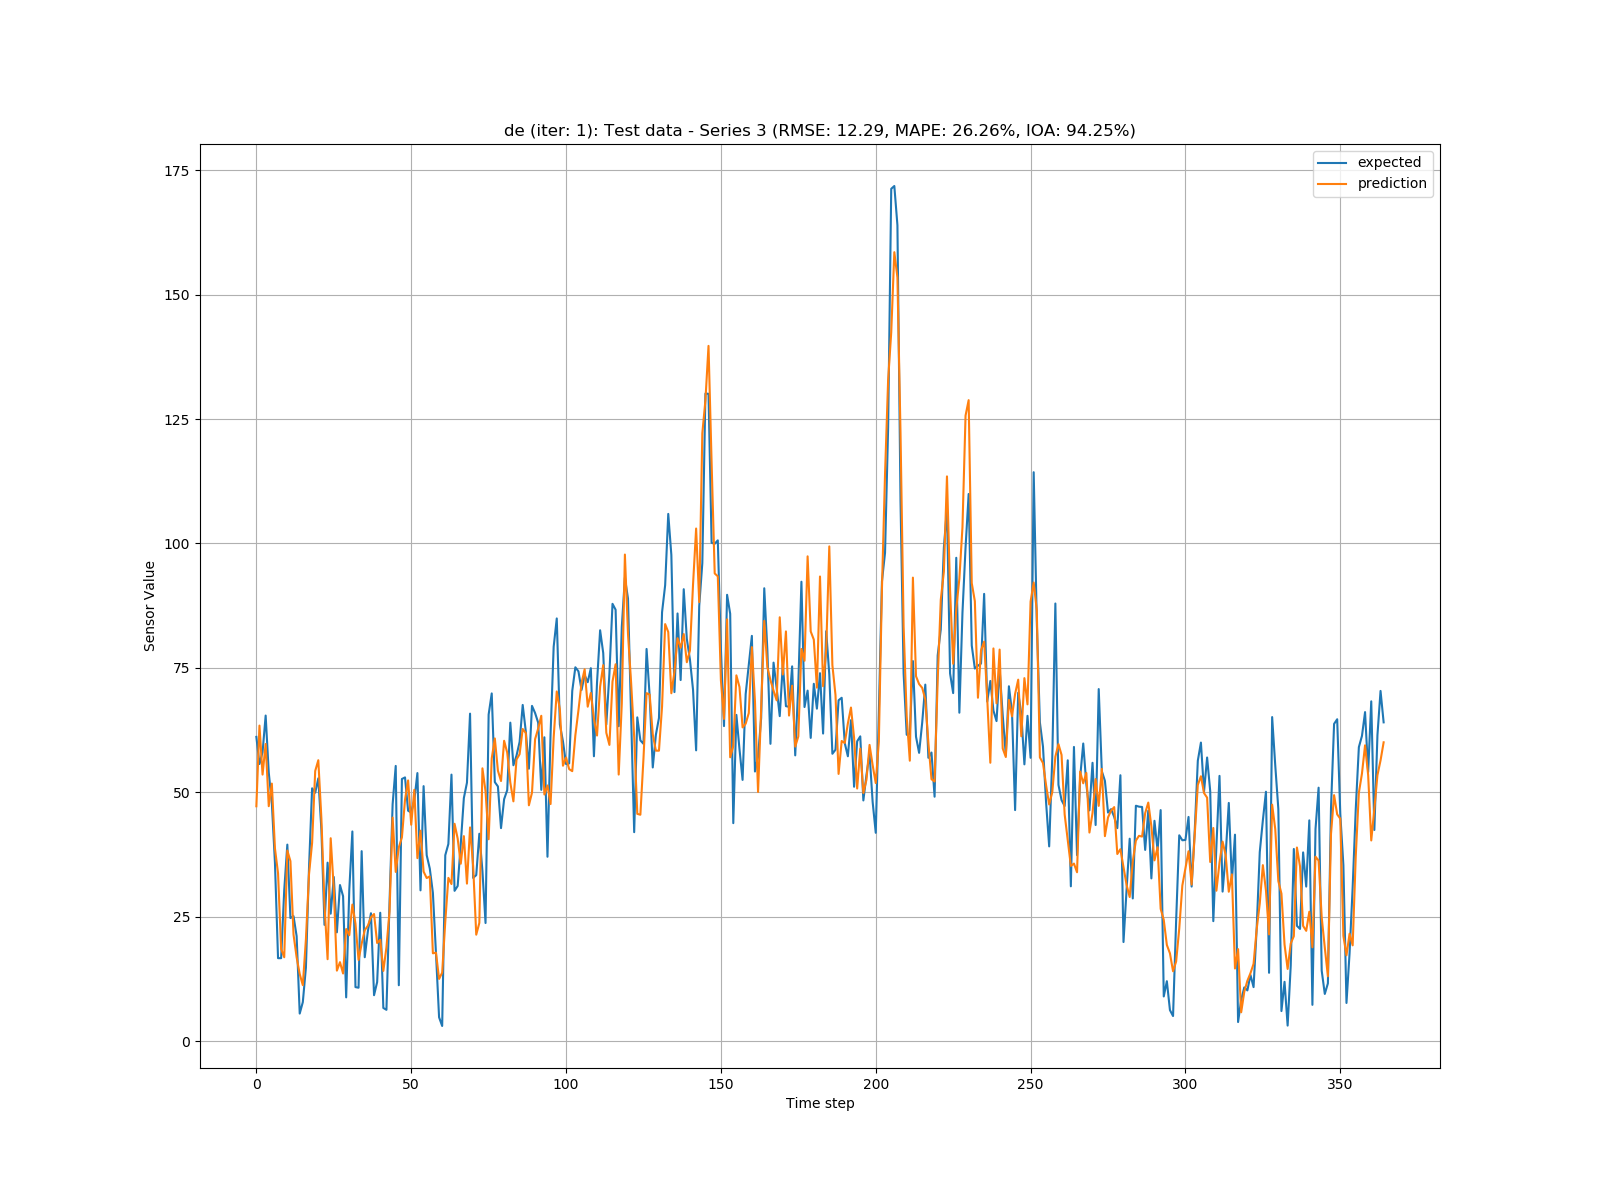 de (iter: 1): Test data - Series 3 (RMSE: 12.29, MAPE: 26.26%, IOA: 94.25%)
expected
prediction
175
150
125
100
75
50
25
0
Sensor Value
0 50 100 150 200 250 300 350
Time step